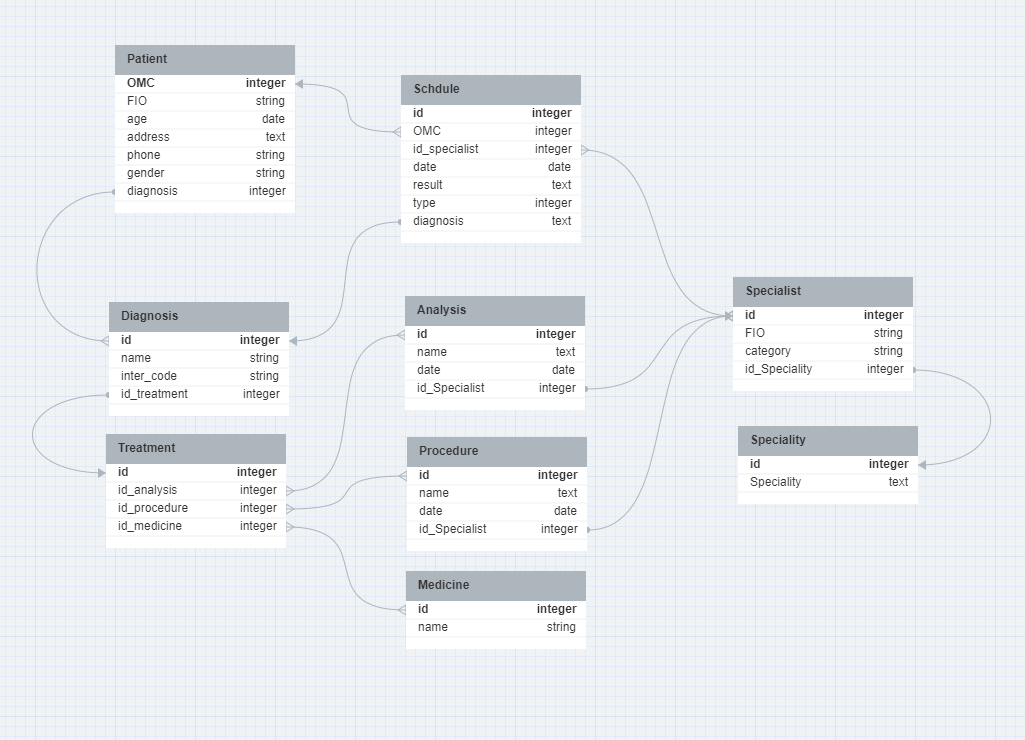 Patient
OMC integer
FIO string
age date
address text
phone string
gender string
diagnosis integer
Schdule
id integer
OMC integer
id_specialist integer
date date
result text
type integer
diagnosis text
Diagnosis
id integer
name string
inter_code string
id_treatment integer
Analysis
id integer
name text
date date
id_Specialist integer
Specialist
id integer
FIO string
category string
id_Speciality integer
Treatment
id integer
id_analysis integer
id_procedure integer
id_medicine integer
Procedure
id integer
name text
date date
id_Specialist integer
Speciality
id integer
Speciality text
Medicine
id integer
name string